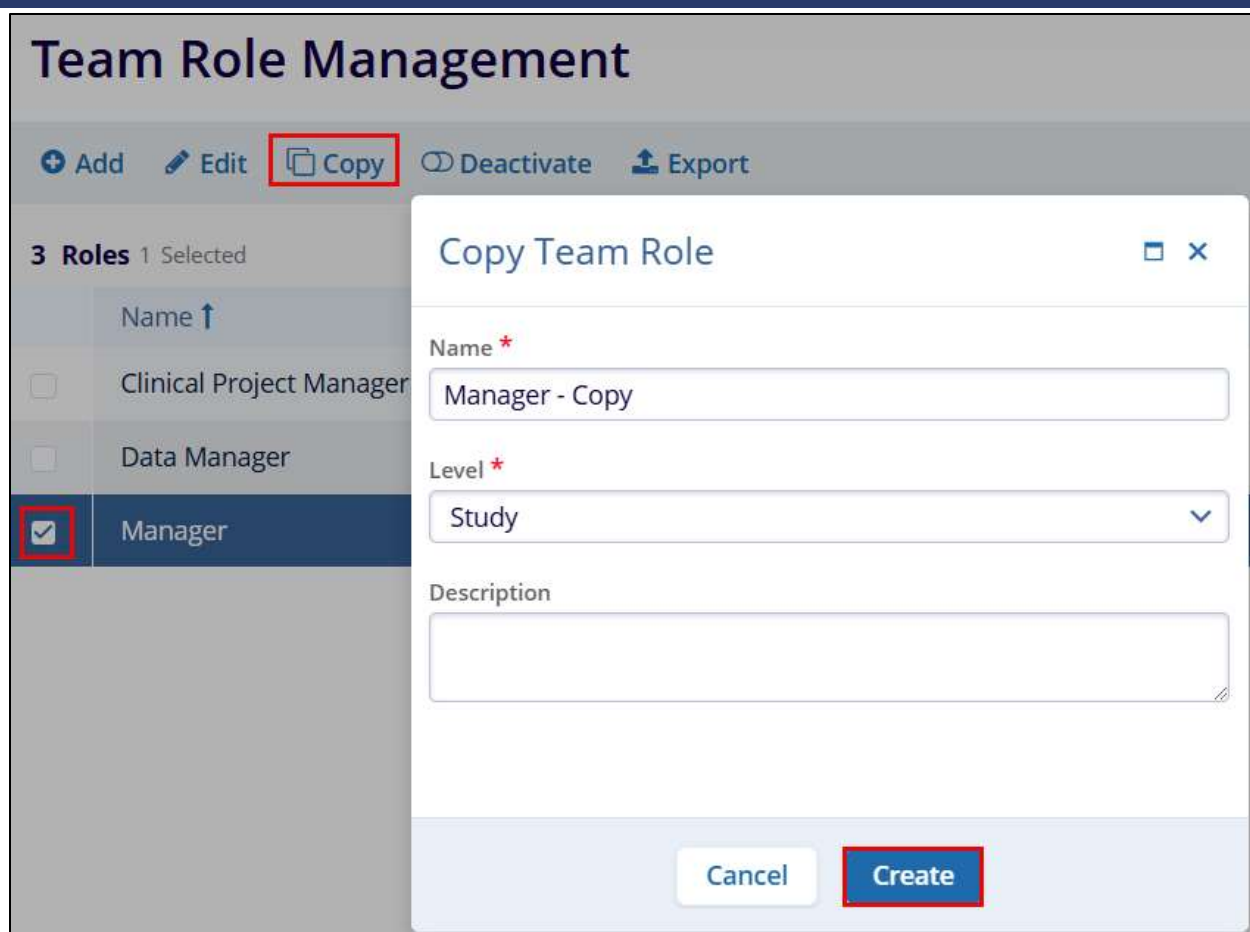 Team Role Management
Add Edit Copy Deactivate Export
3 Roles 1 Selected
Name ↑
Clinical Project Manager
Data Manager
Manager
Copy Team Role
Name *
Manager - Copy
Level *
Study
Description
Cancel Create